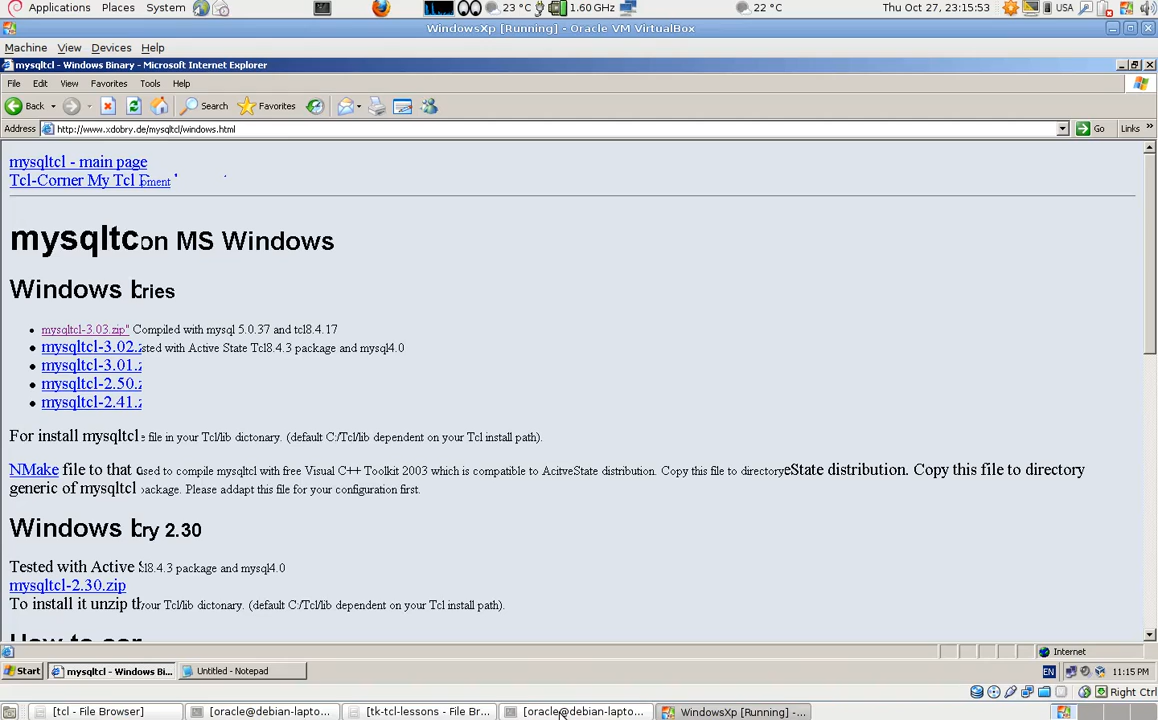 Applications Places System 23 °C 1.60 GHz 22 °C USA Thu Oct 27, 23:15:53
WindowsXp [Running] - Oracle VM VirtualBox
Machine View Devices Help
mysqltcl - Windows Binary - Microsoft Internet Explorer
File Edit View Favorites Tools Help
Back Search Favorites
Address http://www.xdobry.de/mysqltcl/windows.html Go Links »
mysqltcl - main page
Tcl-Corner My Tcl
mysqltc on MS Windows
Windows
mysqltcl-3.03.zip" Compiled with mysql 5.0.37 and tcl8.4.17
mysqltcl-3.02.z sted with Active State Tcl8.4.3 package and mysql4.0
mysqltcl-3.01.z
mysqltcl-2.50.z
mysqltcl-2.41.z
For install mysqltcl e file in your Tcl/lib dictonary. (default C:/Tcl/lib dependent on your Tcl install path).
NMake file to that used to compile mysqltcl with free Visual C++ Toolkit 2003 which is compatible to AcitveState distribution. Copy this file to directory eState distribution. Copy this file to directory
generic of mysqltcl package. Please addapt this file for your configuration first.
Windows ry 2.30
Tested with Active l8.4.3 package and mysql4.0
mysqltcl-2.30.zip
To install it unzip your Tcl/lib dictonary. (default C:/Tcl/lib dependent on your Tcl install path).
How to
Internet
Start mysqltcl - Windows Bi... Untitled - Notepad EN 11:15 PM
Right Ctrl
[tcl - File Browser] [oracle@debian-lapto... [tk-tcl-lessons - File Br... [oracle@debian-lapto... WindowsXp [Running] -...